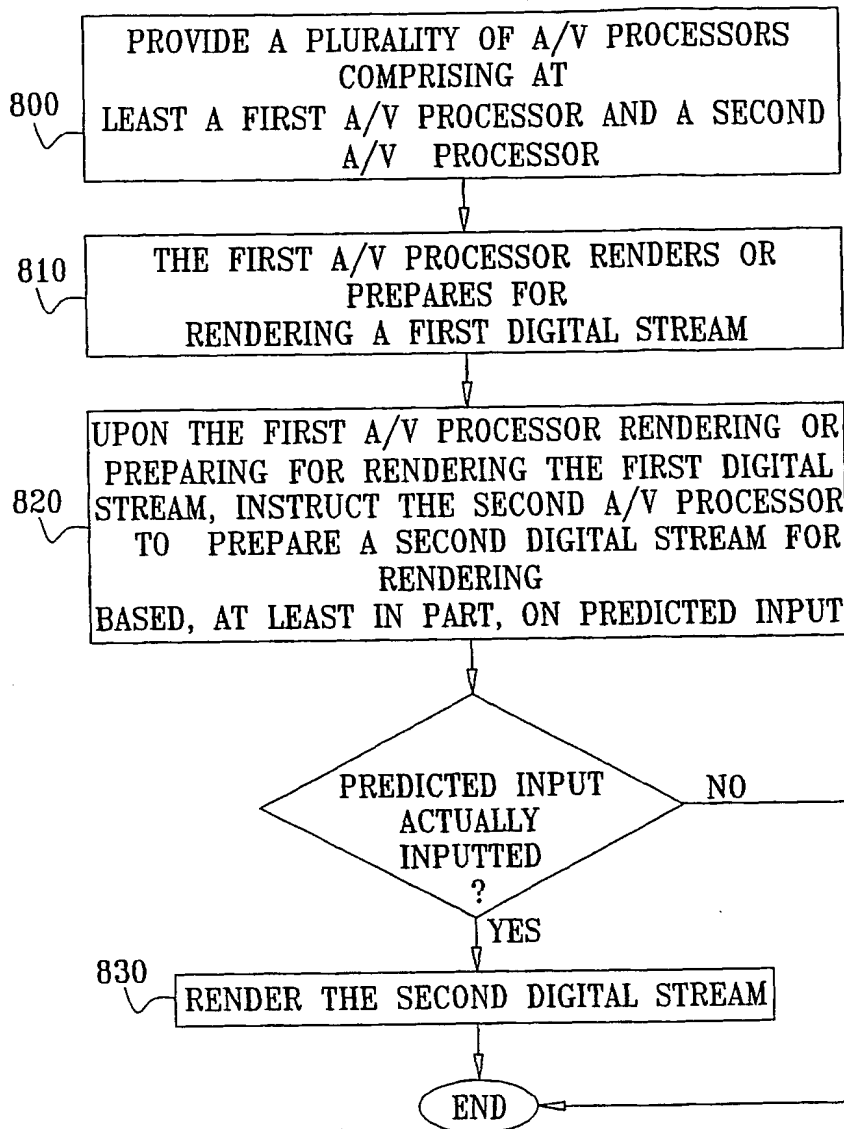 PROVIDE A PLURALITY OF A/V PROCESSORS
COMPRISING AT
800
LEAST A FIRST A/V PROCESSOR AND A SECOND
A/V PROCESSOR
810
THE FIRST A/V PROCESSOR RENDERS OR
PREPARES FOR
RENDERING A FIRST DIGITAL STREAM
UPON THE FIRST A/V PROCESSOR RENDERING OR
PREPARING FOR RENDERING THE FIRST DIGITAL
820
STREAM, INSTRUCT THE SECOND A/V PROCESSOR
TO PREPARE A SECOND DIGITAL STREAM FOR
RENDERING
BASED, AT LEAST IN PART, ON PREDICTED INPUT
PREDICTED INPUT
ACTUALLY
INPUTTED
?
NO
YES
830
RENDER THE SECOND DIGITAL STREAM
END